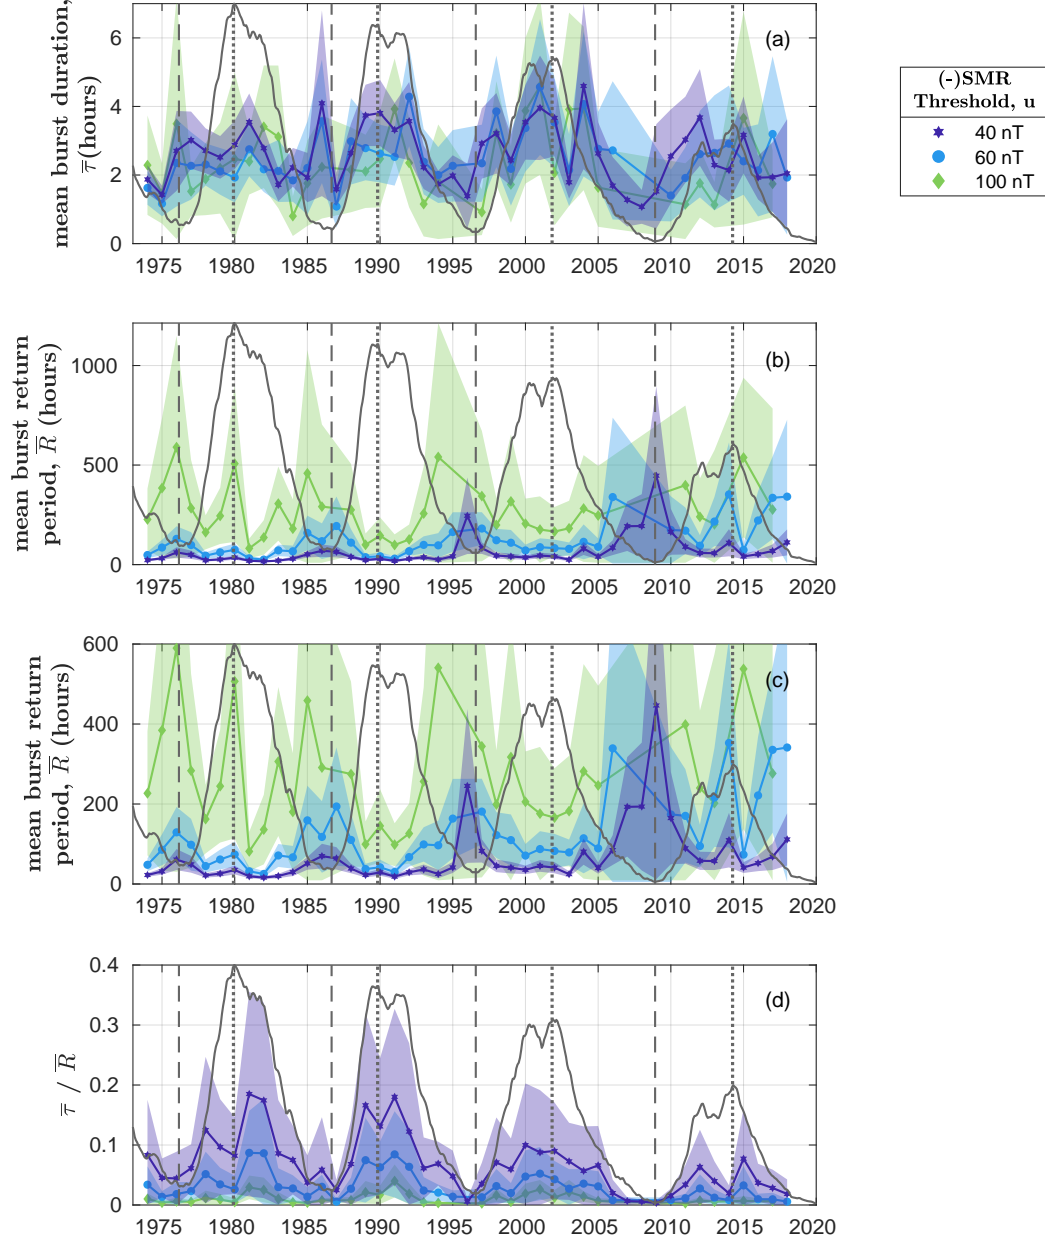 mean burst duration,
τ̅ (hours)
6
4
2
0
(a)
1975 1980 1985 1990 1995 2000 2005 2010 2015 2020
(-)SMR
Threshold, u
40 nT
60 nT
100 nT
mean burst return
period, R̅ (hours)
1000
500
0
(b)
1975 1980 1985 1990 1995 2000 2005 2010 2015 2020
mean burst return
period, R̅ (hours)
600
400
200
0
(c)
1975 1980 1985 1990 1995 2000 2005 2010 2015 2020
τ̅ / R̅
0.4
0.3
0.2
0.1
0
(d)
1975 1980 1985 1990 1995 2000 2005 2010 2015 2020